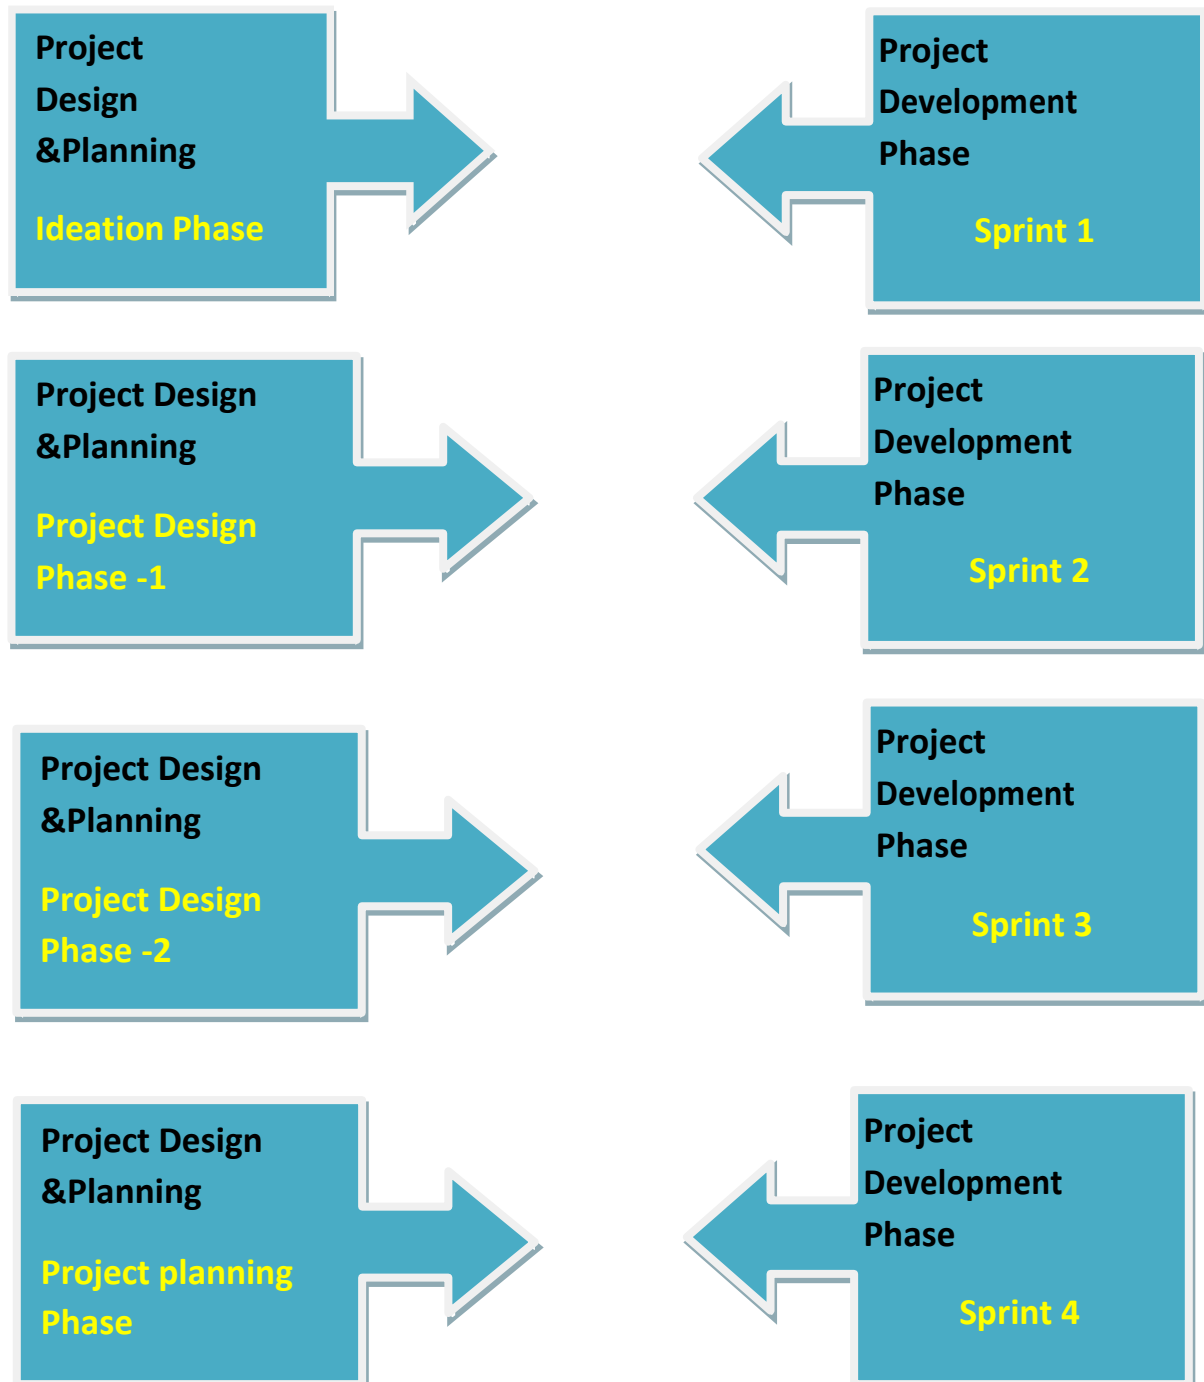 Project
Design
&Planning
Ideation Phase
Project
Development
Phase
Sprint 1
Project Design
&Planning
Project Design
Phase -1
Project
Development
Phase
Sprint 2
Project Design
&Planning
Project Design
Phase -2
Project
Development
Phase
Sprint 3
Project Design
&Planning
Project planning
Phase
Project
Development
Phase
Sprint 4